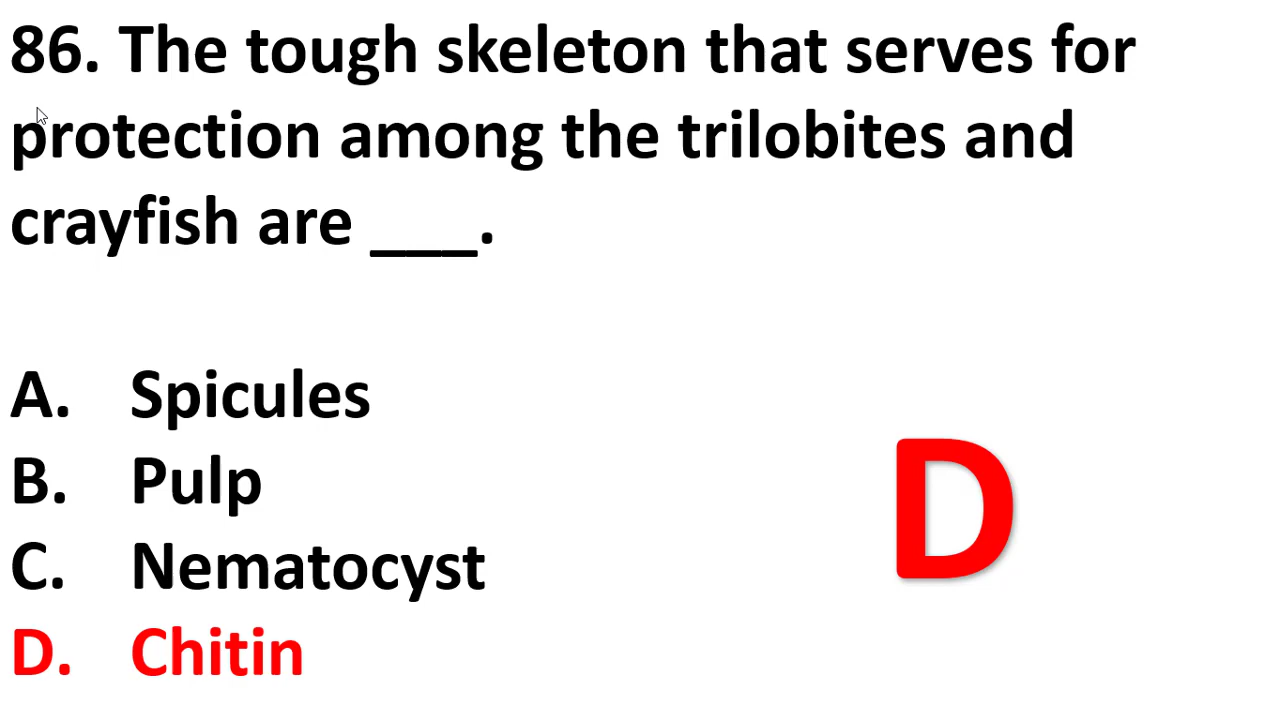 86. The tough skeleton that serves for
protection among the trilobites and
crayfish are ___.
A. Spicules
B. Pulp
C. Nematocyst
D. Chitin
D